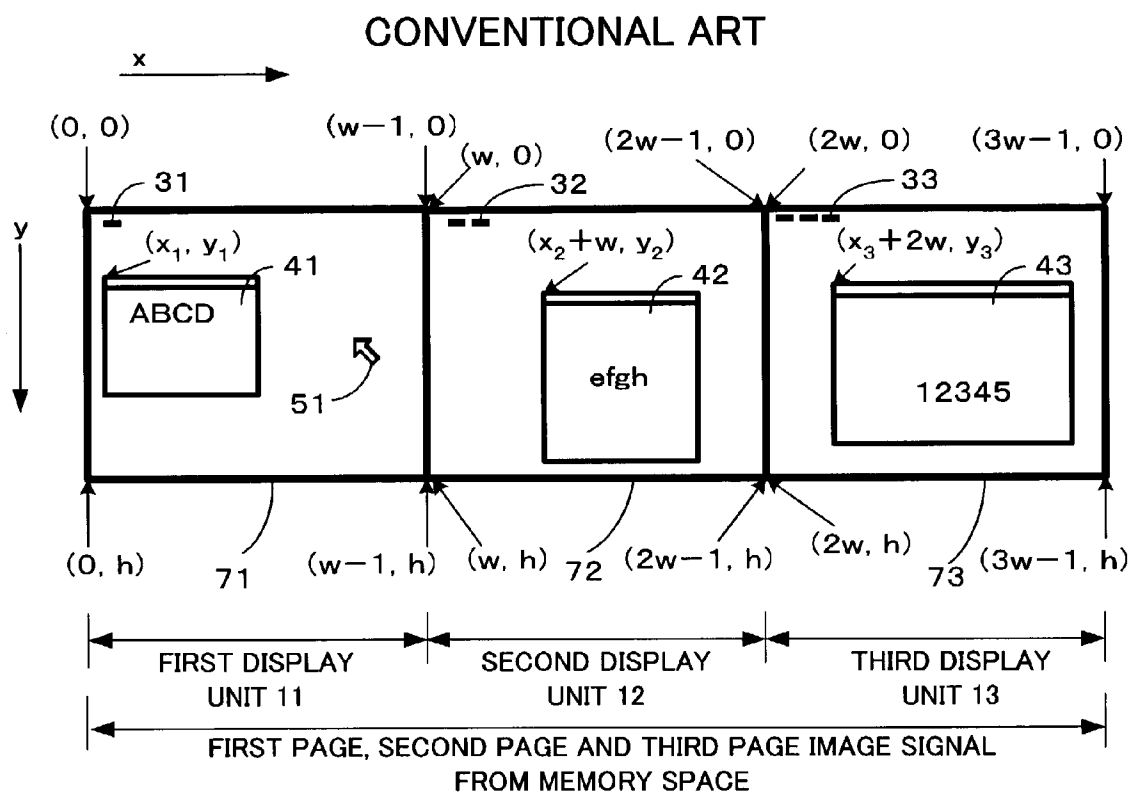 CONVENTIONAL ART
x
(0, 0)
(w−1, 0)
(w, 0)
(2w−1, 0)
(2w, 0)
(3w−1, 0)
31
32
33
y
(x₁, y₁)
41
(x₂+w, y₂)
42
(x₃+2w, y₃)
43
ABCD
efgh
12345
51
(0, h)
71
(w−1, h)
(w, h)
72
(2w−1, h)
(2w, h)
73
(3w−1, h)
FIRST DISPLAY
UNIT 11
SECOND DISPLAY
UNIT 12
THIRD DISPLAY
UNIT 13
FIRST PAGE, SECOND PAGE AND THIRD PAGE IMAGE SIGNAL
FROM MEMORY SPACE